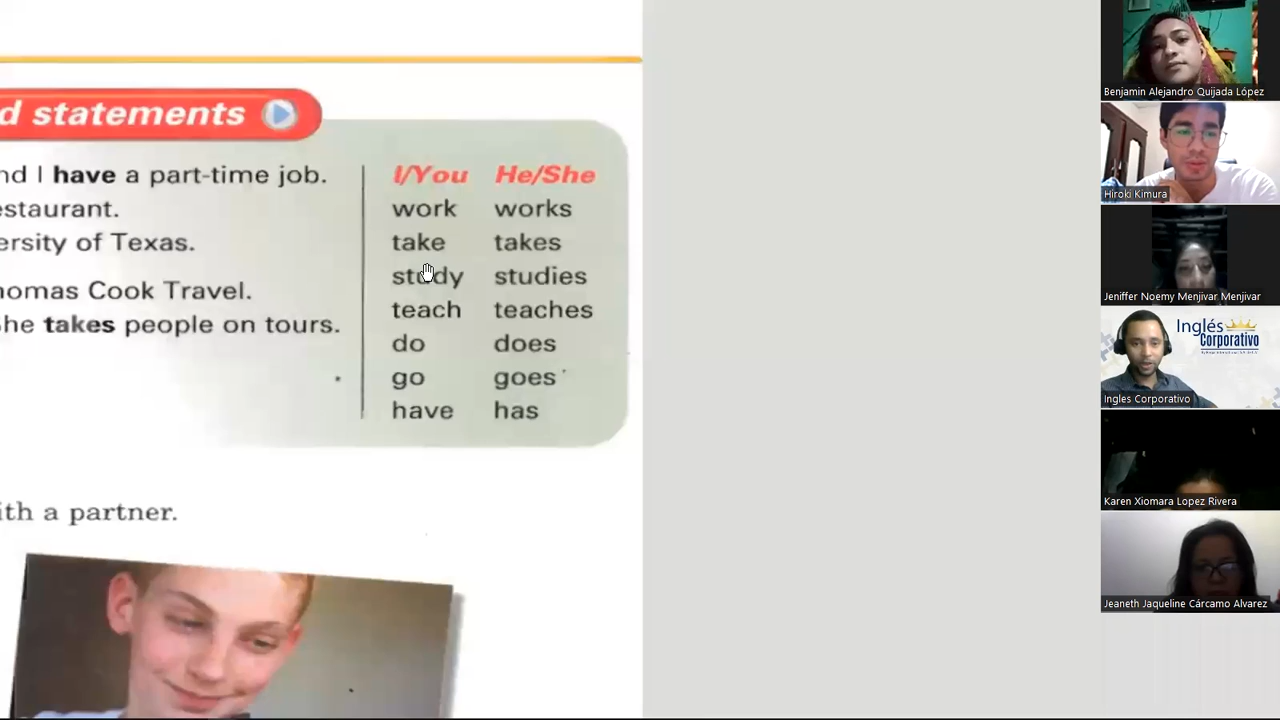 d statements
nd I have a part-time job.
estaurant.
ersity of Texas.
homas Cook Travel.
She takes people on tours.
I/You He/She
work works
take takes
study studies
teach teaches
do does
go goes
have has
ith a partner.
Benjamin Alejandro Quijada López
Hiroki Kimura
Jeniffer Noemy Menjivar Menjivar
Inglés
Corporativo
Ingles Corporativo
Karen Xiomara Lopez Rivera
Jeaneth Jaqueline Cárcamo Alvarez